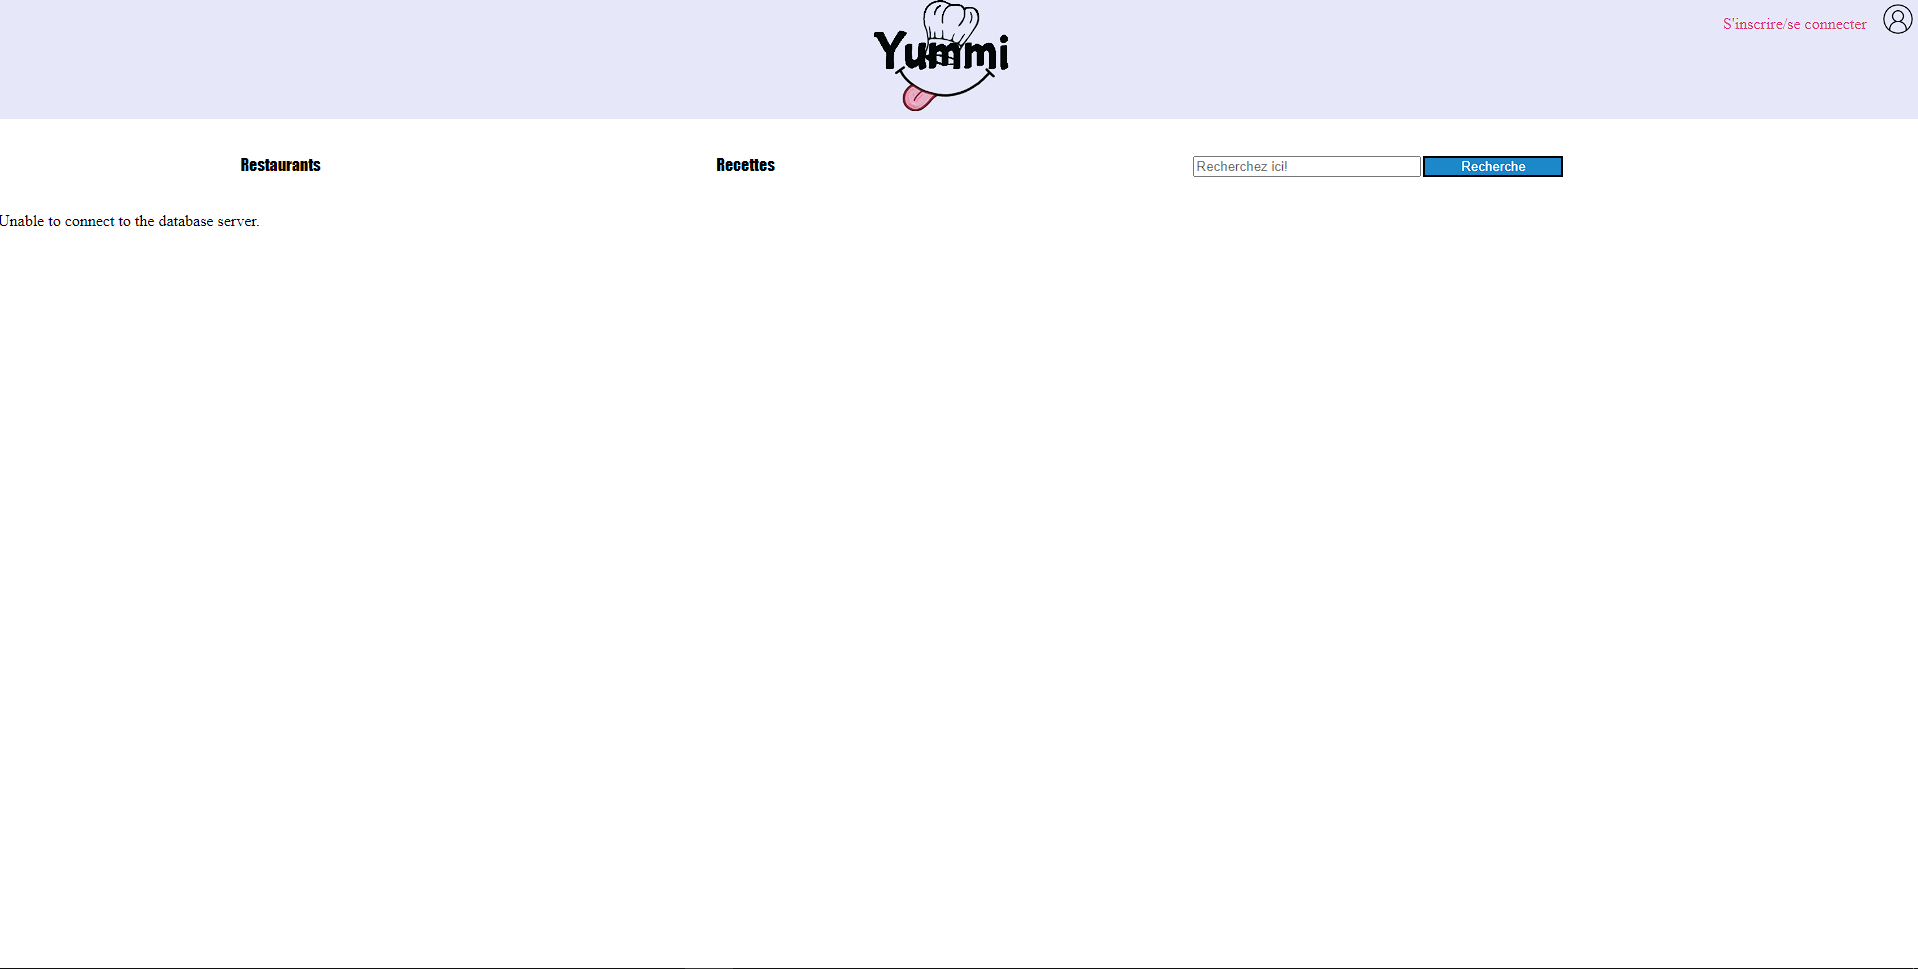 Yummi
S'inscrire/se connecter
Restaurants
Recettes
Recherchez ici!
Recherche
Unable to connect to the database server.